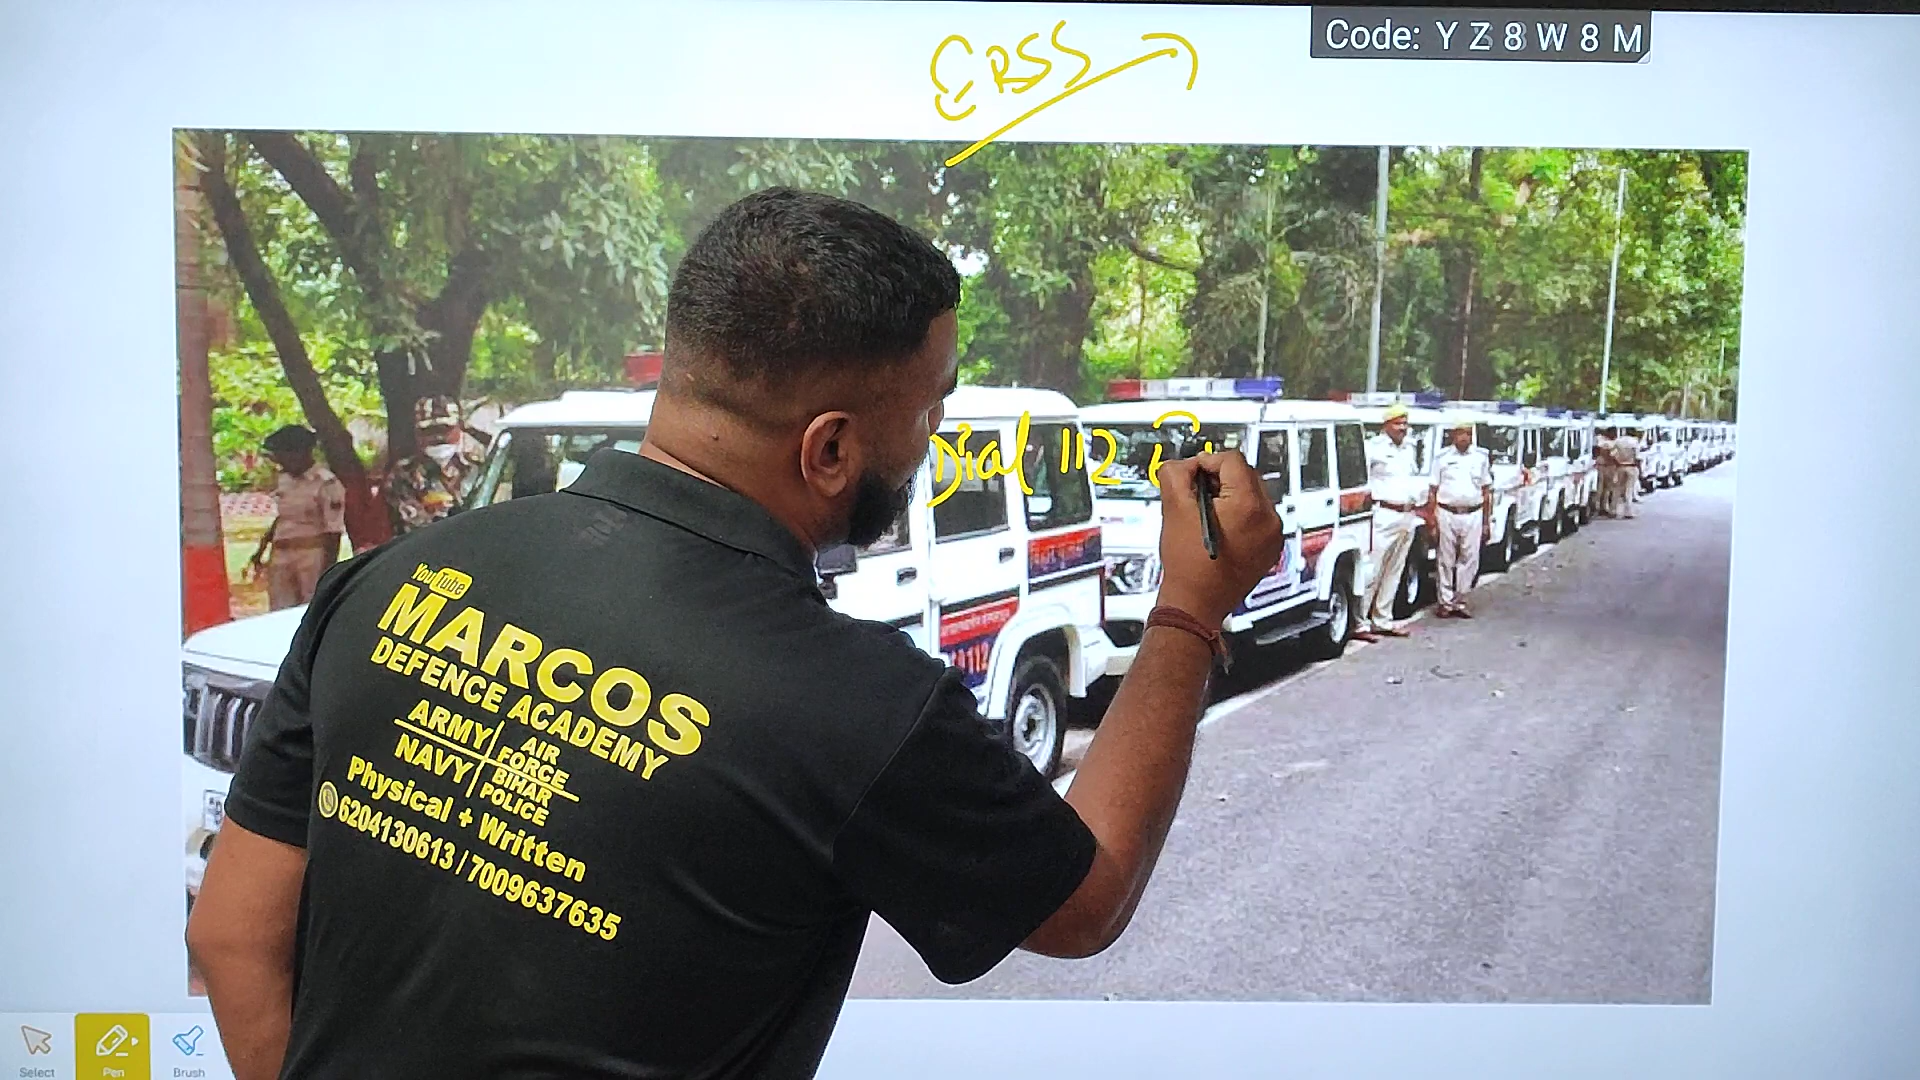 Code: Y Z 8 W 8 M
ERSS
Dial 112
112
YouTube
MARCOS
DEFENCE ACADEMY
ARMY AIR FORCE
NAVY BIHAR POLICE
Physical + Written
6204130613 / 7009637635
Select
Pen
Brush